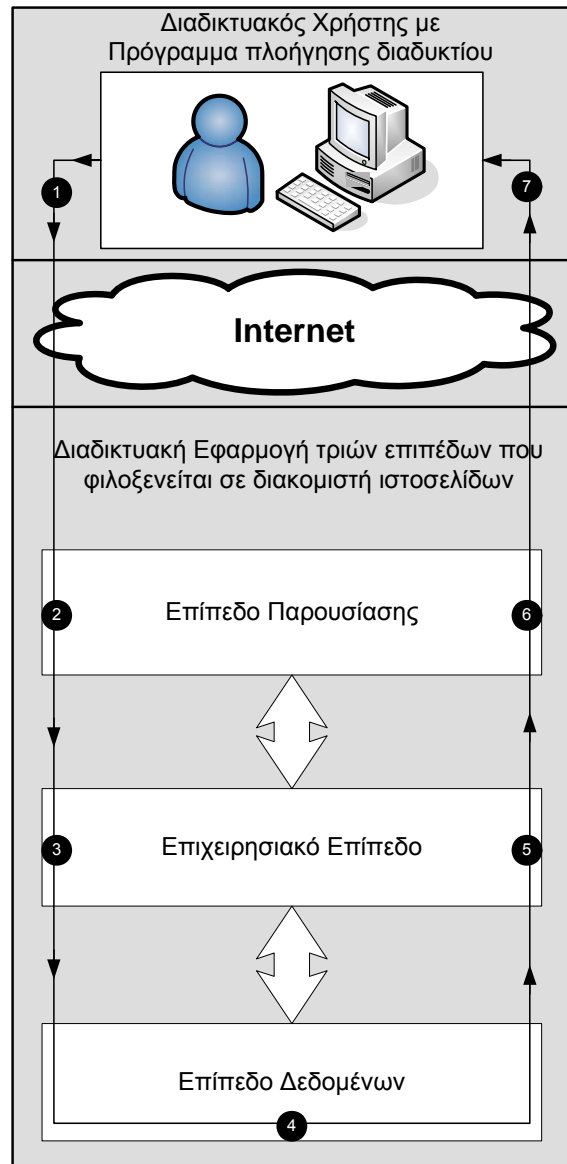 Διαδικτυακός Χρήστης με
Πρόγραμμα πλοήγησης διαδυκτίου
1
7
Internet
Διαδικτυακή Εφαρμογή τριών επιπέδων που
φιλοξενείται σε διακομιστή ιστοσελίδων
2
Επίπεδο Παρουσίασης
6
3
Επιχειρησιακό Επίπεδο
5
Επίπεδο Δεδομένων
4